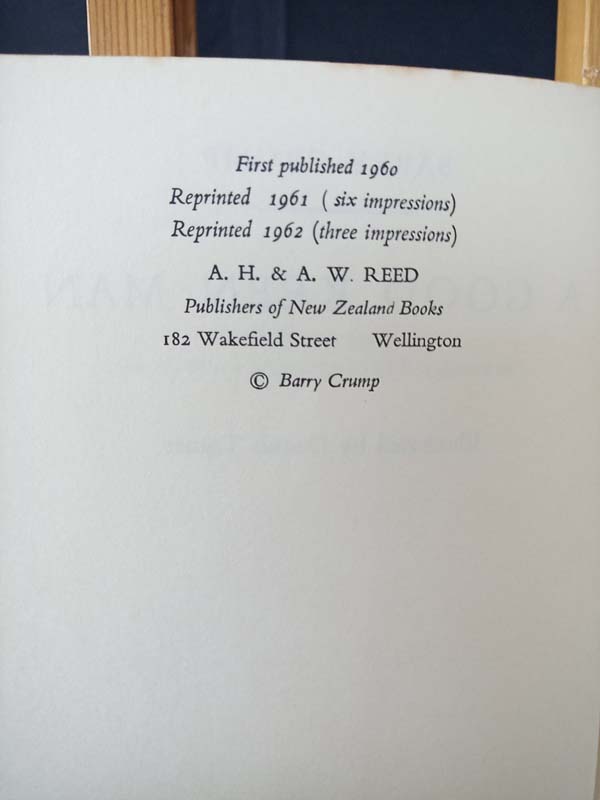 First published 1960
Reprinted 1961 ( six impressions)
Reprinted 1962 (three impressions)
A. H. & A. W. REED
Publishers of New Zealand Books
182 Wakefield Street Wellington
© Barry Crump